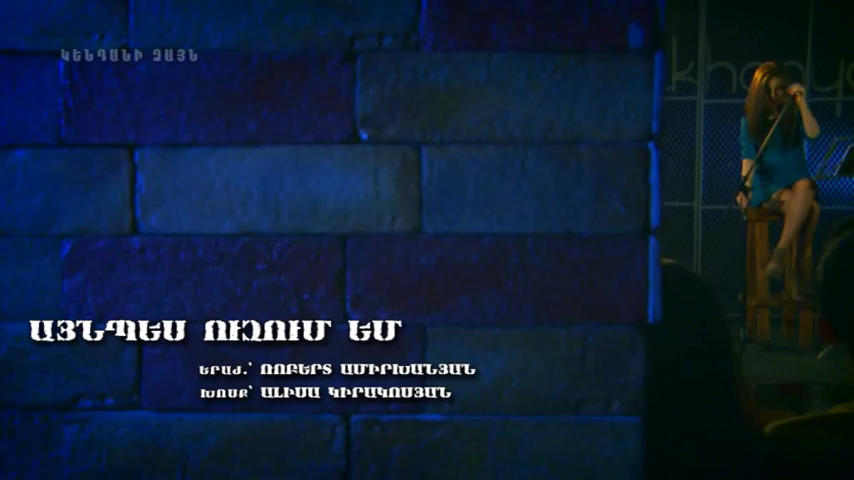 ԿԵՆԴԱՆԻ ՁԱՅՆ
ԱՅՆՊԵՍ ՈՒԶՈՒՄ ԵՄ
ԵՐԱԺ.՝ ՌՈԲԵՐՏ ԱՄԻՐԽԱՆՅԱՆ
ԽՈՍՔ՝ ԱԼԻՍԱ ԿԻՐԱԿՈՍՅԱՆ